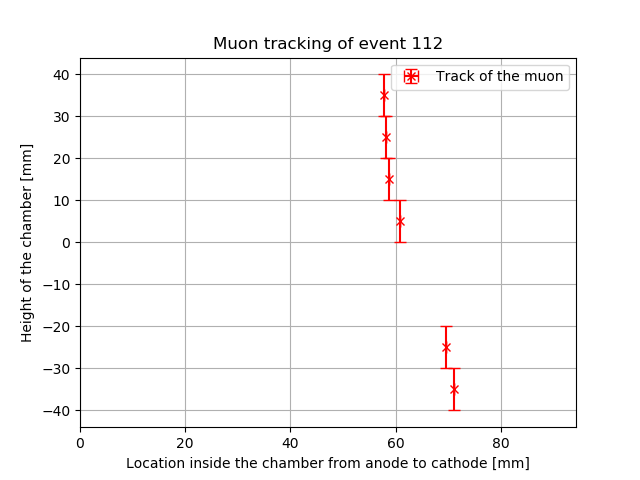 Muon tracking of event 112
Track of the muon
Height of the chamber [mm]
40
30
20
10
0
−10
−20
−30
−40
0 20 40 60 80
Location inside the chamber from anode to cathode [mm]